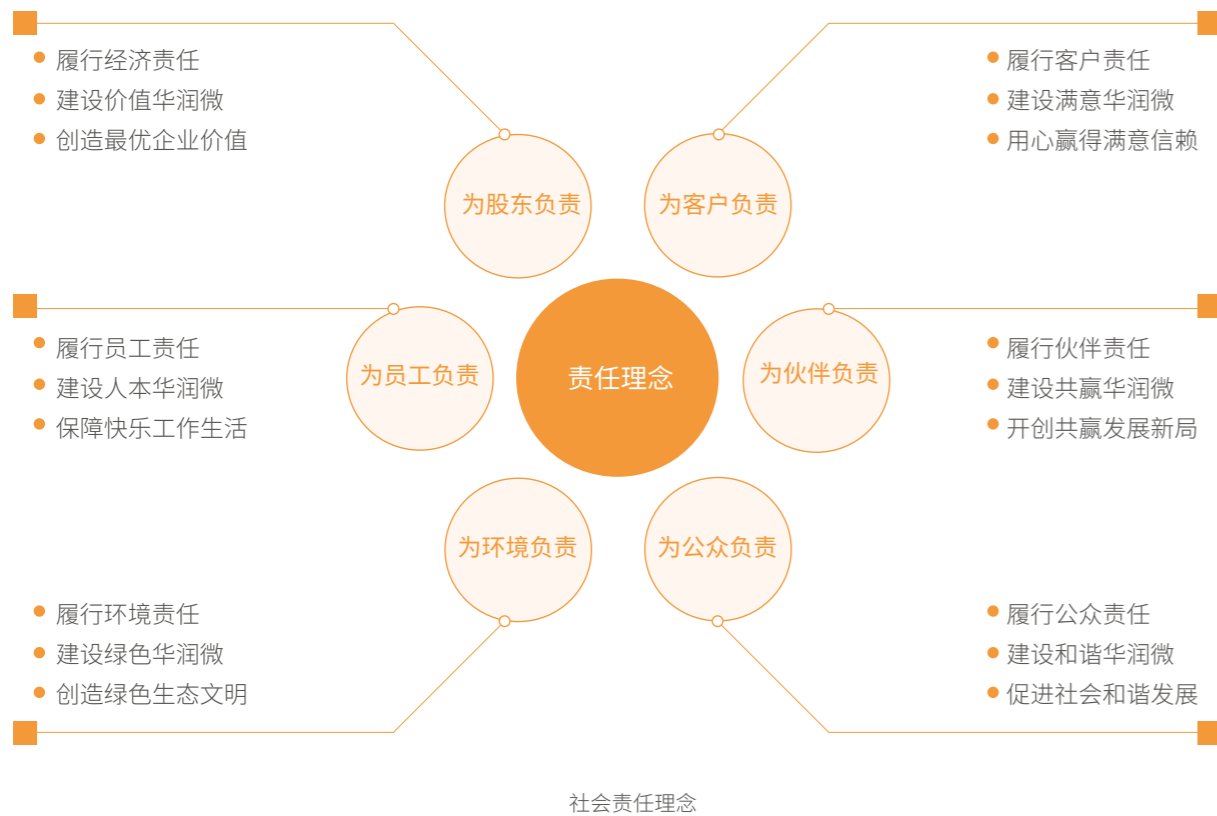 履行经济责任
建设价值华润微
创造最优企业价值
为股东负责
履行客户责任
建设满意华润微
用心赢得满意信赖
为客户负责
履行员工责任
建设人本华润微
保障快乐工作生活
为员工负责
责任理念
为伙伴负责
履行伙伴责任
建设共赢华润微
开创共赢发展新局
为环境负责
履行环境责任
建设绿色华润微
创造绿色生态文明
为公众负责
履行公众责任
建设和谐华润微
促进社会和谐发展
社会责任理念